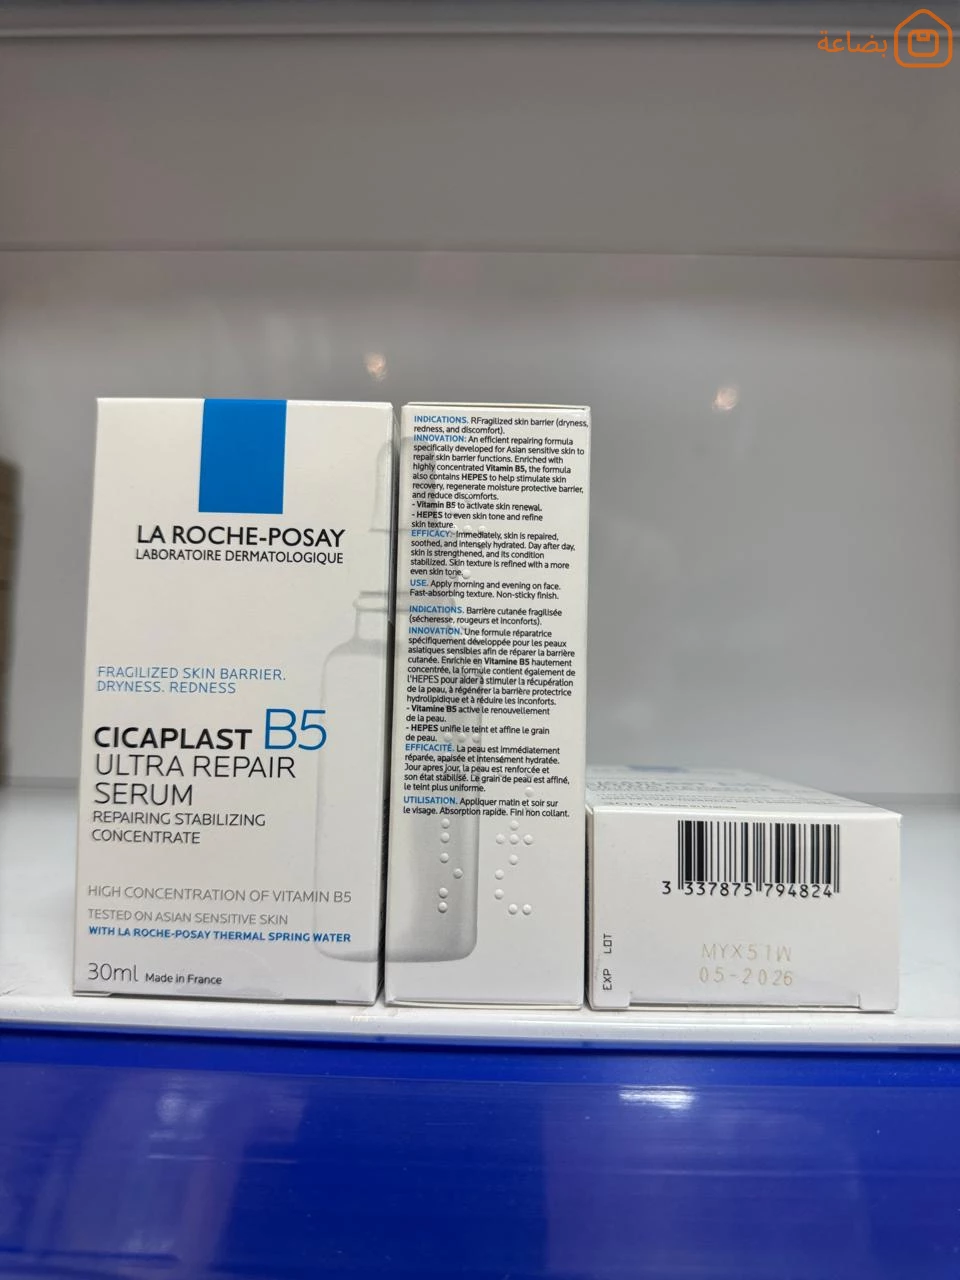 بضاعة
LA ROCHE-POSAY
LABORATOIRE DERMATOLOGIQUE
FRAGILIZED SKIN BARRIER.
DRYNESS. REDNESS
CICAPLAST B5
ULTRA REPAIR
SERUM
REPAIRING STABILIZING
CONCENTRATE
HIGH CONCENTRATION OF VITAMIN B5
TESTED ON ASIAN SENSITIVE SKIN
WITH LA ROCHE-POSAY THERMAL SPRING WATER
30ml Made in France
INDICATIONS. RFragilized skin barrier (dryness,
redness, and discomfort).
INNOVATION: An efficient repairing formula
specifically developed for Asian sensitive skin to
repair skin barrier functions. Enriched with
highly concentrated Vitamin B5, the formula
also contains HEPES to help stimulate skin
recovery, regenerate moisture protective barrier,
and reduce discomforts.
- Vitamin B5 to activate skin renewal.
- HEPES to even skin tone and refine
skin texture.
EFFICACY: Immediately, skin is repaired,
soothed, and intensely hydrated. Day after day,
skin is strengthened, and its condition
stabilized. Skin texture is refined with a more
even skin tone.
USE. Apply morning and evening on face.
Fast-absorbing texture. Non-sticky finish.
INDICATIONS. Barrière cutanée fragilisée
(sécheresse, rougeurs et inconforts).
INNOVATION. Une formule réparatrice
spécifiquement développée pour les peaux
asiatiques sensibles afin de réparer la barrière
cutanée. Enrichie en Vitamine B5 hautement
concentrée, la formule contient également de
l'HEPES pour aider à stimuler la récupération
de la peau, à régénérer la barrière protectrice
hydrolipidique et à réduire les inconforts.
- Vitamine B5 active le renouvellement
de la peau.
- HEPES unifie le teint et affine le grain
de peau.
EFFICACITÉ. La peau est immédiatement
réparée, apaisée et intensément hydratée.
Jour apres jour, la peau est renforcée et
son état stabilisé. Le grain de peau est affiné,
le teint plus uniforme.
UTILISATION. Appliquer matin et soir sur
le visage. Absorption rapide. Fini non collant.
3 337875 794824
LOT
EXP
MYX51W
05-2026